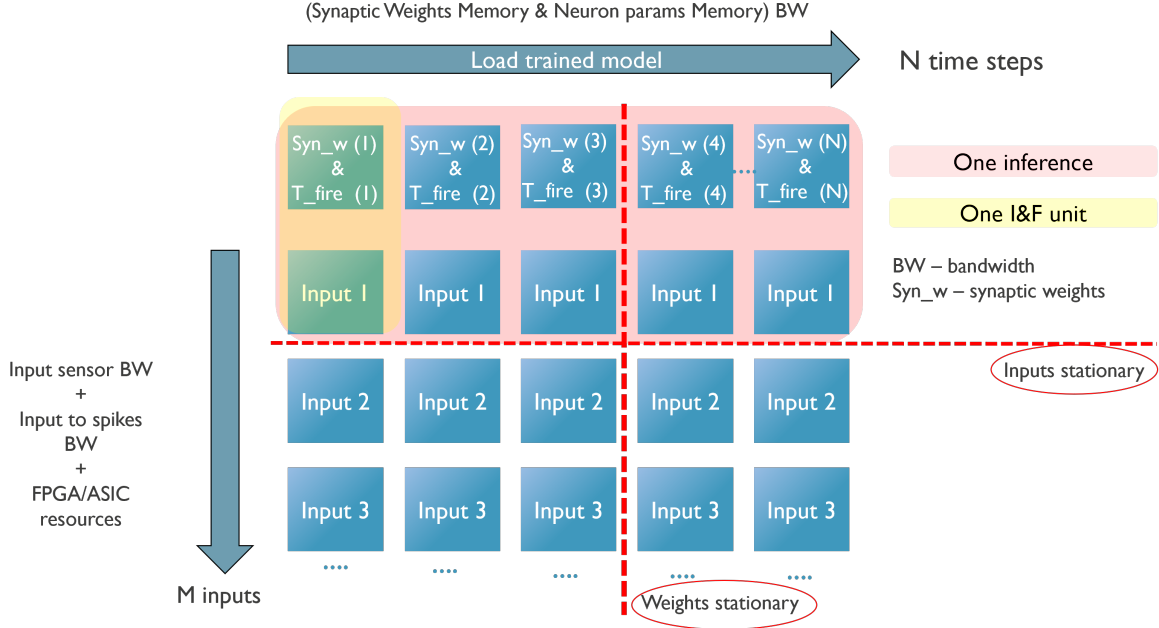 (Synaptic Weights Memory & Neuron params Memory) BW
Load trained model
N time steps
Syn_w (1)
&
T_fire (1)
Syn_w (2)
&
T_fire (2)
Syn_w (3)
&
T_fire (3)
Syn_w (4)
&
T_fire (4)
....
Syn_w (N)
&
T_fire (N)
One inference
One I&F unit
BW – bandwidth
Syn_w – synaptic weights
Input 1
Input 1
Input 1
Input 1
Input 1
Inputs stationary
Input sensor BW
+
Input to spikes
BW
+
FPGA/ASIC
resources
Input 2
Input 2
Input 2
Input 2
Input 2
Input 3
Input 3
Input 3
Input 3
Input 3
....
....
....
....
....
M inputs
Weights stationary